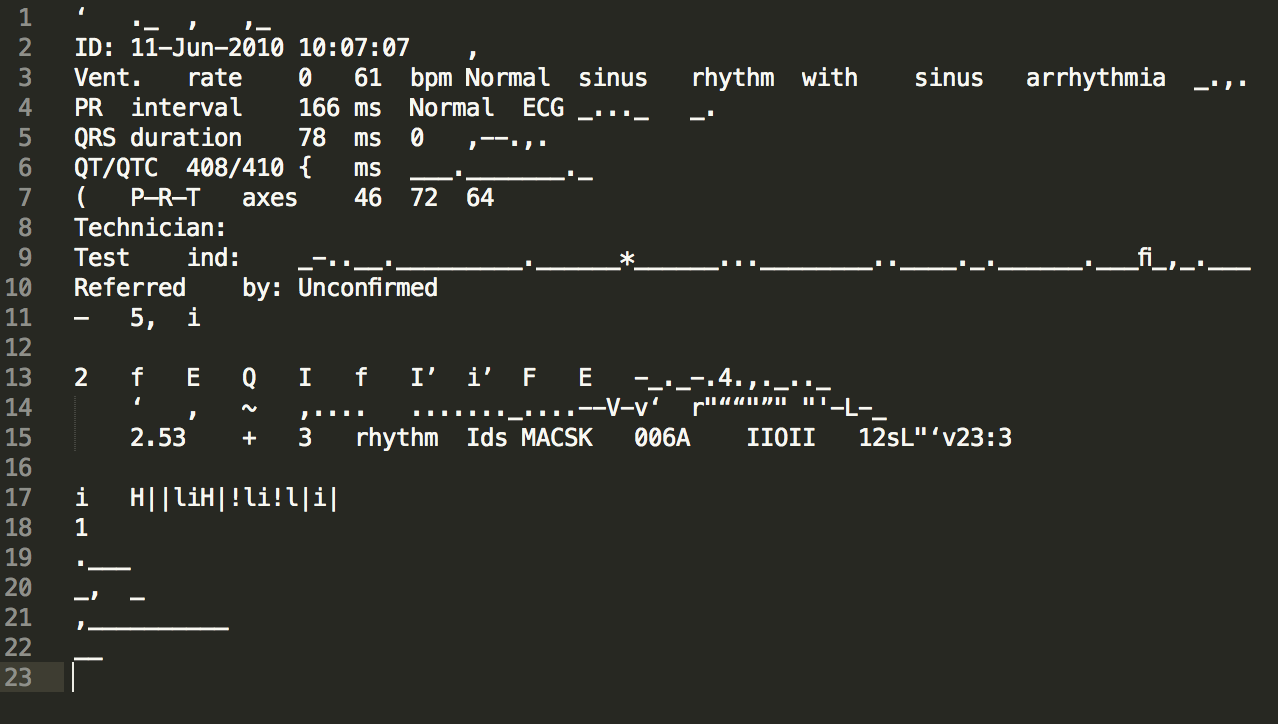 1 ‘ ._ , ,_
2 ID: 11–Jun–2010 10:07:07 ,
3 Vent. rate 0 61 bpm Normal sinus rhythm with sinus arrhythmia _.,.
4 PR interval 166 ms Normal ECG _..._ _.
5 QRS duration 78 ms 0 ,––.,.
6 QT/QTC 408/410 { ms ___._______._
7 ( P—R—T axes 46 72 64
8 Technician:
9 Test ind: _–..__._________.______*______...________..____._.______.___ﬁ_,_.___
10 Referred by: Unconﬁrmed
11 – 5, i
12
13 2 f E Q I f I’ i’ F E –_._–.4.,._.._
14 ‘ , ~ ,.... ......._....––V–v‘ r"““"”" "'–L–_
15 2.53 + 3 rhythm Ids MACSK 006A IIOII 12sL"‘v23:3
16
17 i H||liH|!li!l|i|
18 1
19 .___
20 _, _
21 ,__________
22 __
23